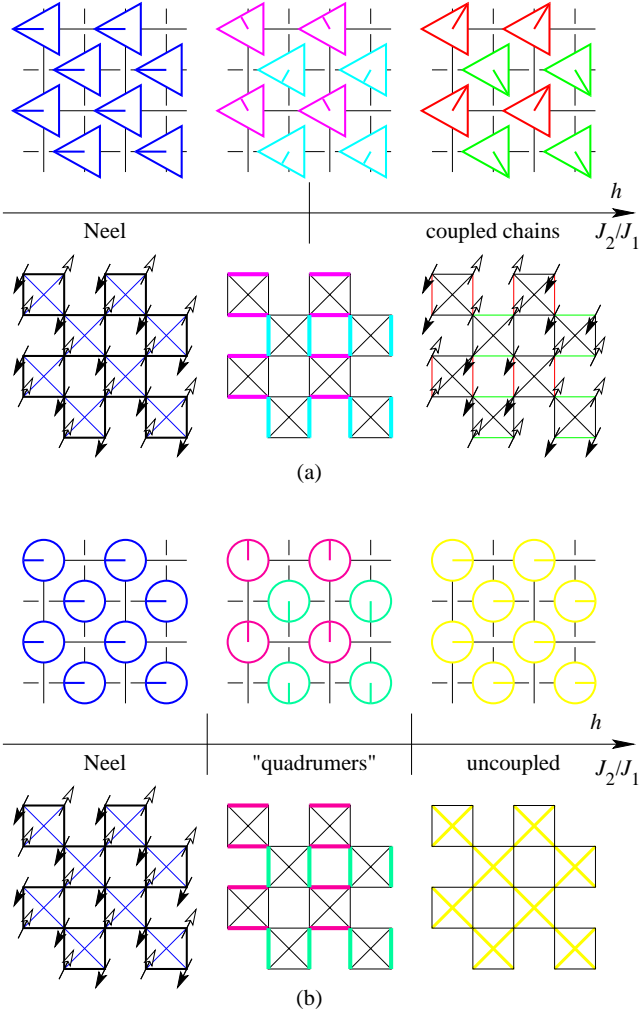 h
Neel
coupled chains
J2/J1
(a)
h
Neel
"quadrumers"
uncoupled
J2/J1
(b)